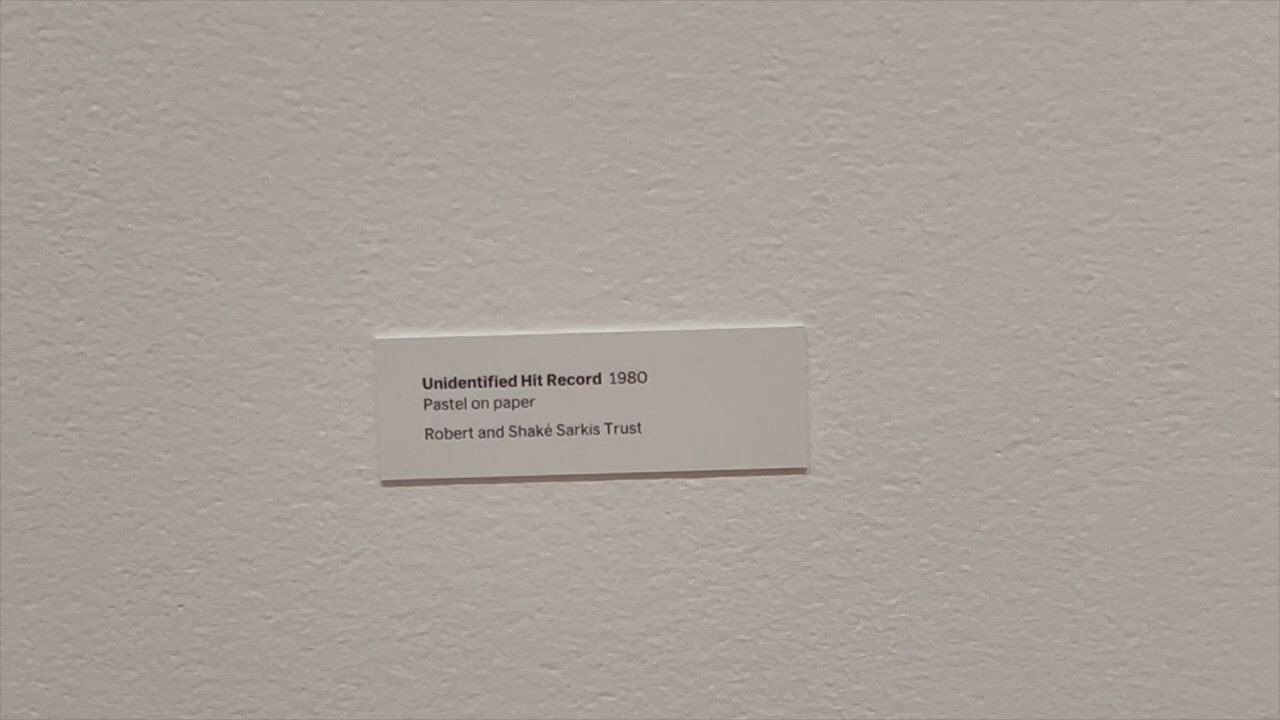 Unidentified Hit Record 1980
Pastel on paper
Robert and Shaké Sarkis Trust